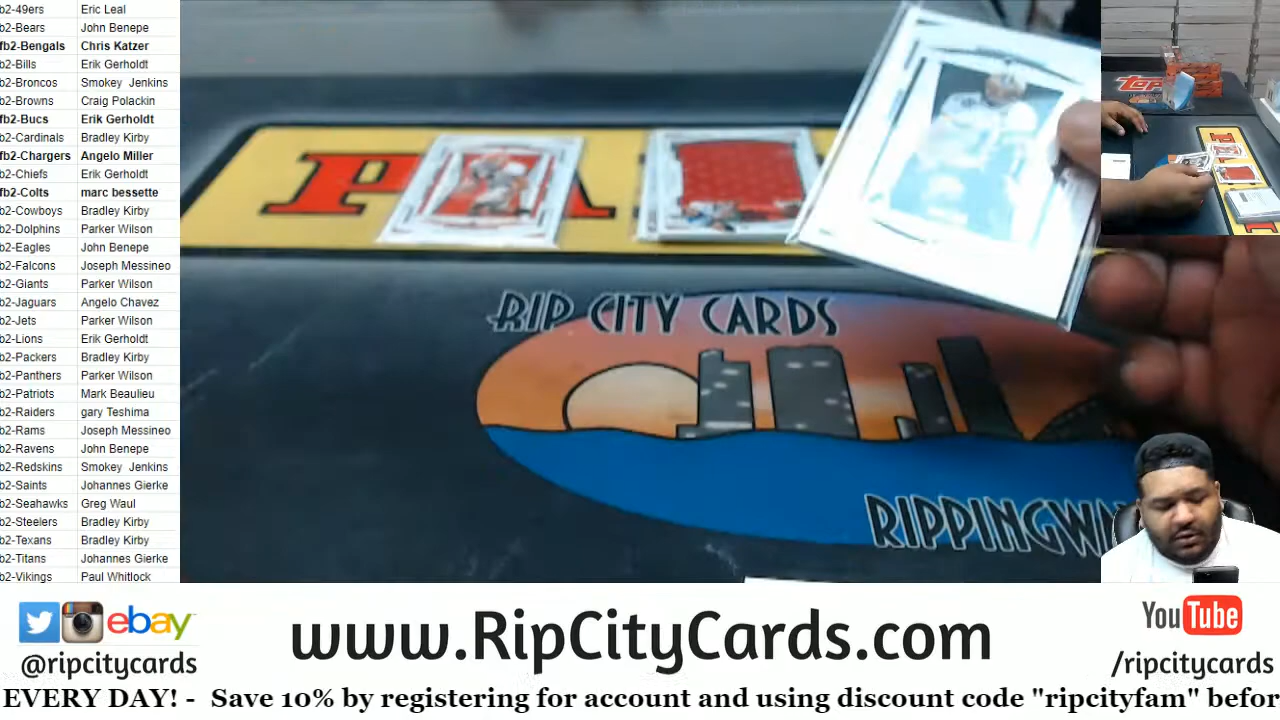 b2-49ers Eric Leal
b2-Bears John Benepe
fb2-Bengals Chris Katzer
b2-Bills Erik Gerholdt
b2-Broncos Smokey Jenkins
b2-Browns Craig Polackin
fb2-Bucs Erik Gerholdt
b2-Cardinals Bradley Kirby
fb2-Chargers Angelo Miller
b2-Chiefs Erik Gerholdt
fb2-Colts marc bessette
b2-Cowboys Bradley Kirby
b2-Dolphins Parker Wilson
b2-Eagles John Benepe
b2-Falcons Joseph Messineo
b2-Giants Parker Wilson
b2-Jaguars Angelo Chavez
b2-Jets Parker Wilson
b2-Lions Erik Gerholdt
b2-Packers Bradley Kirby
b2-Panthers Parker Wilson
b2-Patriots Mark Beaulieu
b2-Raiders gary Teshima
b2-Rams Joseph Messineo
b2-Ravens John Benepe
b2-Redskins Smokey Jenkins
b2-Saints Johannes Gierke
b2-Seahawks Greg Waul
b2-Steelers Bradley Kirby
b2-Texans Bradley Kirby
b2-Titans Johannes Gierke
b2-Vikings Paul Whitlock
RIP CITY CARDS
RIPPINGWA
ebay
@ripcitycards
www.RipCityCards.com
YouTube
/ripcitycards
EVERY DAY! - Save 10% by registering for account and using discount code "ripcityfam" befor